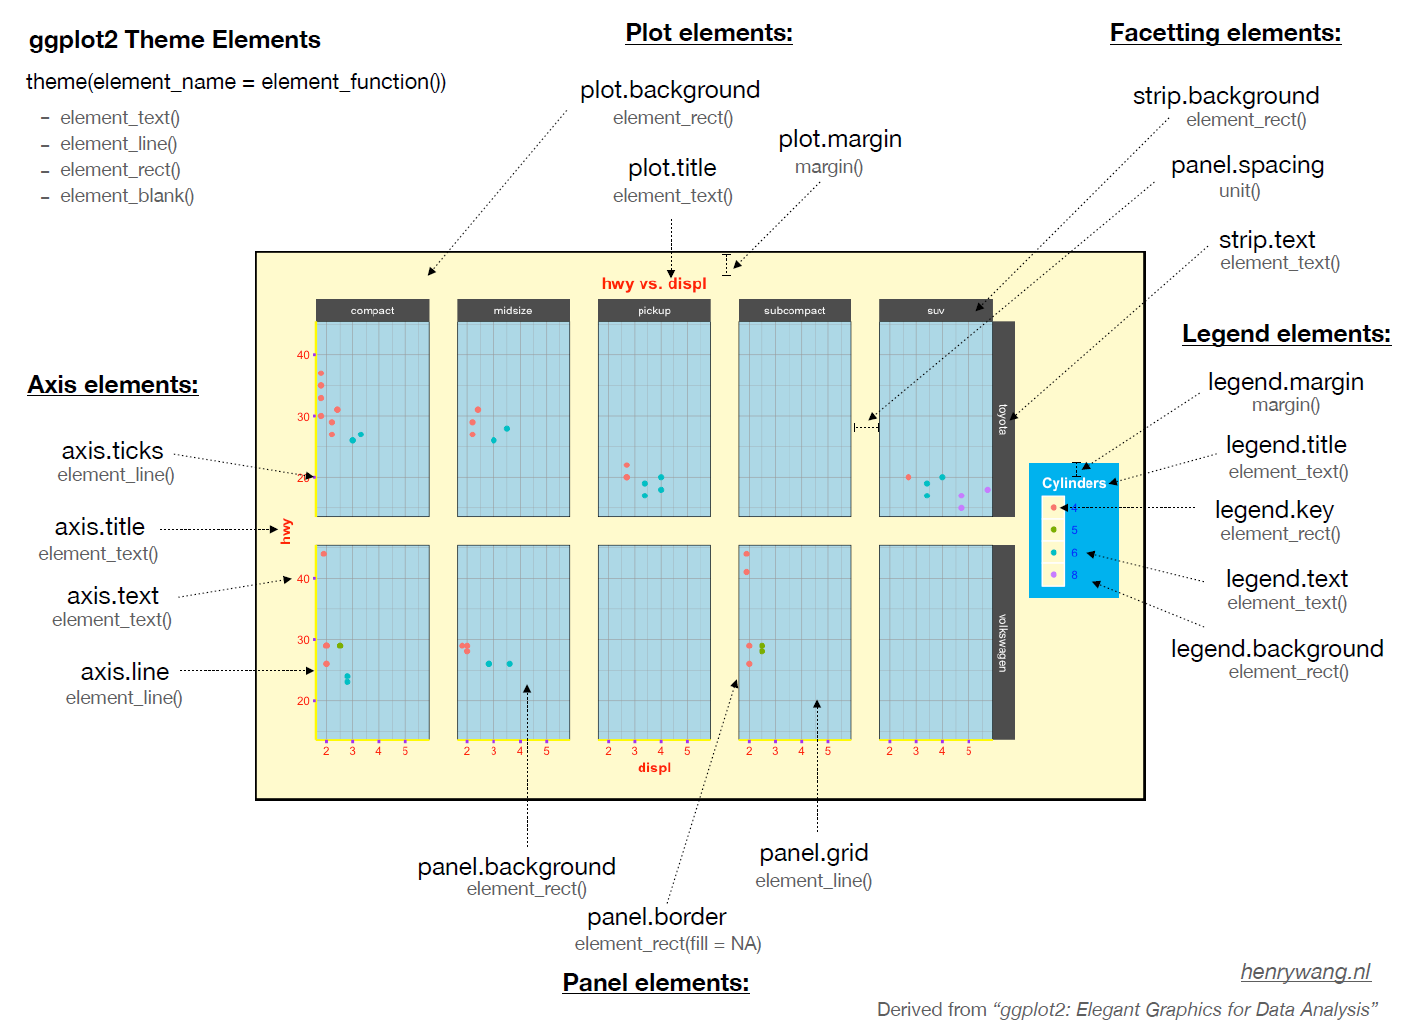 ggplot2 Theme Elements
theme(element_name = element_function())
– element_text()
– element_line()
– element_rect()
– element_blank()
Plot elements:
plot.background
element_rect()
plot.margin
margin()
plot.title
element_text()
Facetting elements:
strip.background
element_rect()
panel.spacing
unit()
strip.text
element_text()
Legend elements:
legend.margin
margin()
legend.title
element_text()
legend.key
element_rect()
legend.text
element_text()
legend.background
element_rect()
Axis elements:
axis.ticks
element_line()
axis.title
element_text()
axis.text
element_text()
axis.line
element_line()
hwy vs. displ
compact midsize pickup subcompact suv
40
30
20
toyota
hwy
40
30
20
volkswagen
2 3 4 5 2 3 4 5 2 3 4 5 2 3 4 5 2 3 4 5
displ
Cylinders
4
5
6
8
panel.background
element_rect()
panel.grid
element_line()
panel.border
element_rect(fill = NA)
Panel elements:
henrywang.nl
Derived from “ggplot2: Elegant Graphics for Data Analysis”